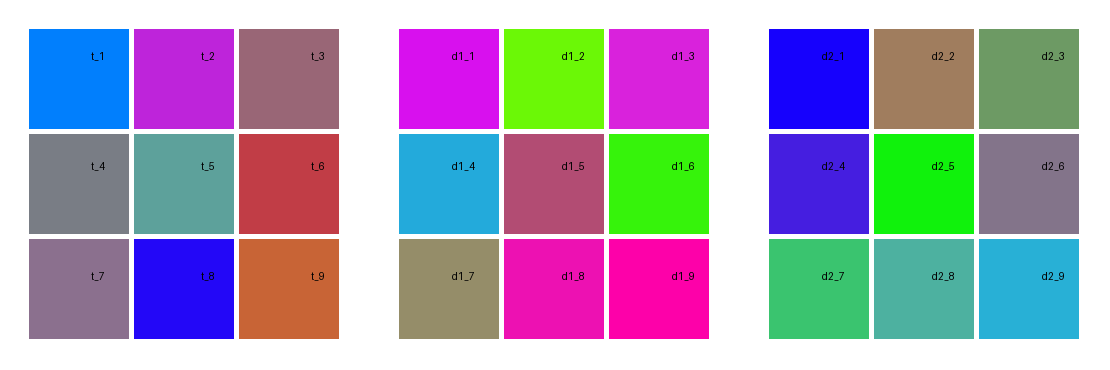 t_1 t_2 t_3 d1_1 d1_2 d1_3 d2_1 d2_2 d2_3
t_4 t_5 t_6 d1_4 d1_5 d1_6 d2_4 d2_5 d2_6
t_7 t_8 t_9 d1_7 d1_8 d1_9 d2_7 d2_8 d2_9